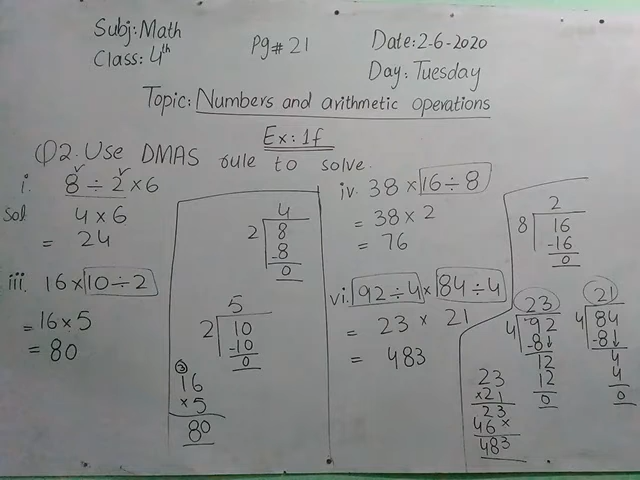 Subj: Math
Class: 4th
Pg# 21
Date: 2-6-2020
Day: Tuesday
Topic: Numbers and arithmetic operations
Ex: 1f
Q2. Use DMAS rule to solve.
i. 8 ÷ 2 × 6
Sol 4 × 6
= 24
4
2 8
-8
0
iii. 16 × 10 ÷ 2
= 16 × 5
= 80
5
2 10
-10
0
3
16
×5
80
iv. 38 × 16 ÷ 8
= 38 × 2
= 76
2
8 16
-16
0
vi. 92 ÷ 4 × 84 ÷ 4
= 23 × 21
= 483
23
4 92
-8↓
12
12
0
21
4 84
-8↓
4
4
0
23
×21
23
46×
483